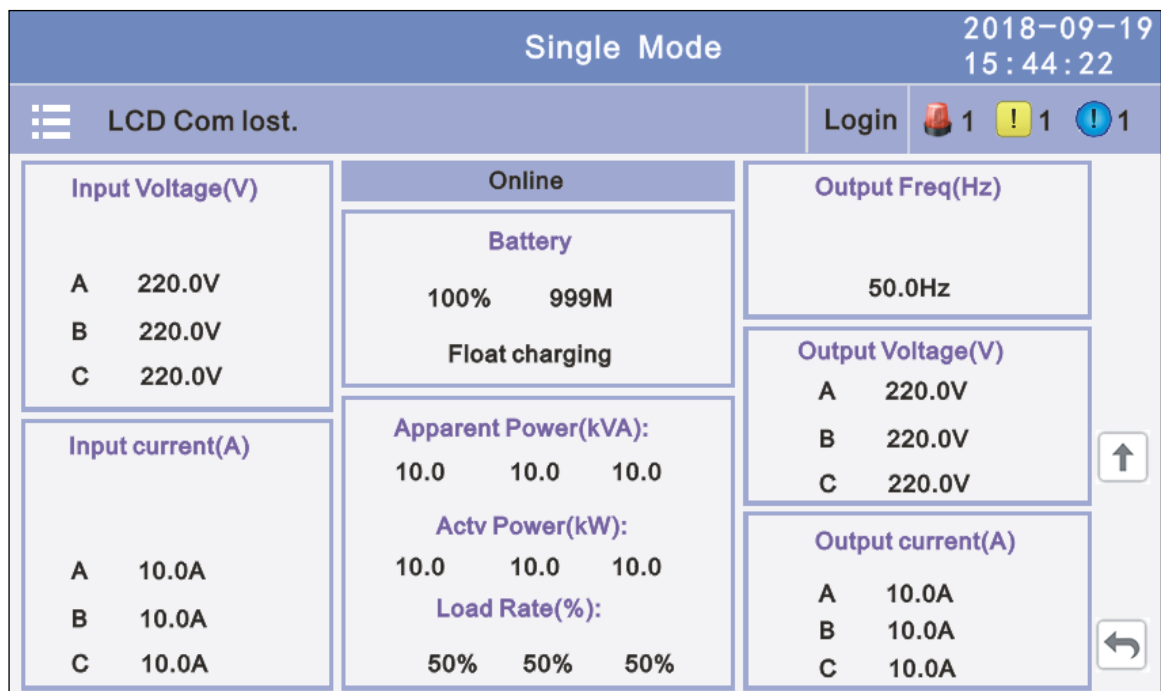 Single Mode
2018-09-19
15:44:22
LCD Com lost.
Login
1
! 1
! 1
Input Voltage(V)
A 220.0V
B 220.0V
C 220.0V
Input current(A)
A 10.0A
B 10.0A
C 10.0A
Online
Battery
100% 999M
Float charging
Apparent Power(kVA):
10.0 10.0 10.0
Actv Power(kW):
10.0 10.0 10.0
Load Rate(%):
50% 50% 50%
Output Freq(Hz)
50.0Hz
Output Voltage(V)
A 220.0V
B 220.0V
C 220.0V
Output current(A)
A 10.0A
B 10.0A
C 10.0A